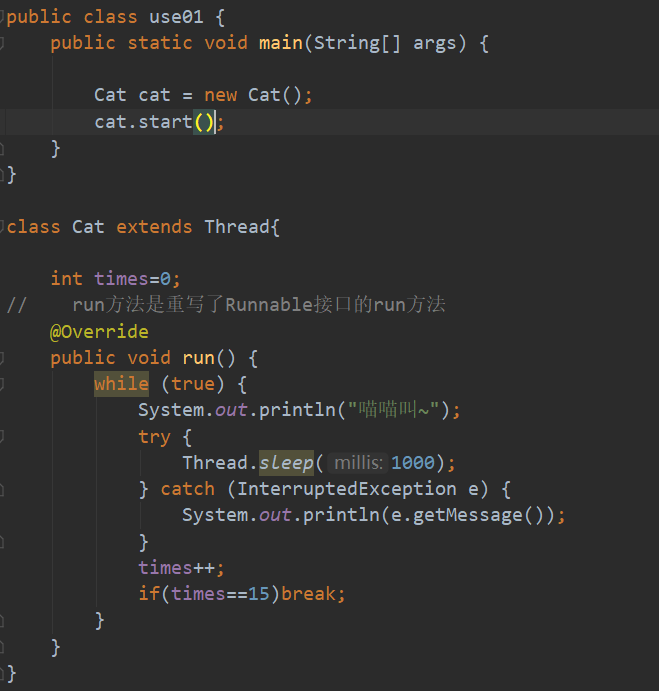 public class use01 {
    public static void main(String[] args) {
        Cat cat = new Cat();
        cat.start();
    }
}
class Cat extends Thread{
    int times=0;
//    run方法是重写了Runnable接口的run方法
    @Override
    public void run() {
        while (true) {
            System.out.println("喵喵叫~");
            try {
                Thread.sleep( millis: 1000);
            } catch (InterruptedException e) {
                System.out.println(e.getMessage());
            }
            times++;
            if(times==15)break;
        }
    }
}